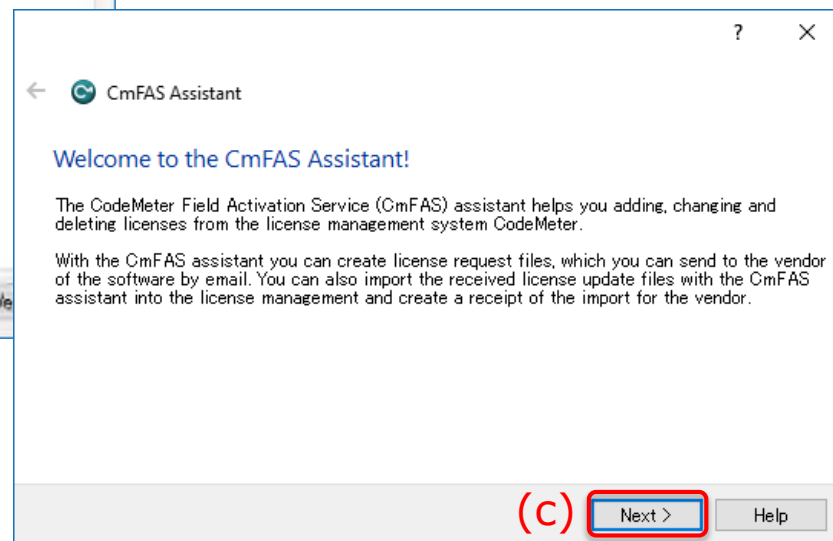 ?
CmFAS Assistant
Welcome to the CmFAS Assistant!
The CodeMeter Field Activation Service (CmFAS) assistant helps you adding, changing and
deleting licenses from the license management system CodeMeter.
With the CmFAS assistant you can create license request files, which you can send to the vendor
of the software by email. You can also import the received license update files with the CmFAS
assistant into the license management and create a receipt of the import for the vendor.
(c) Next > Help